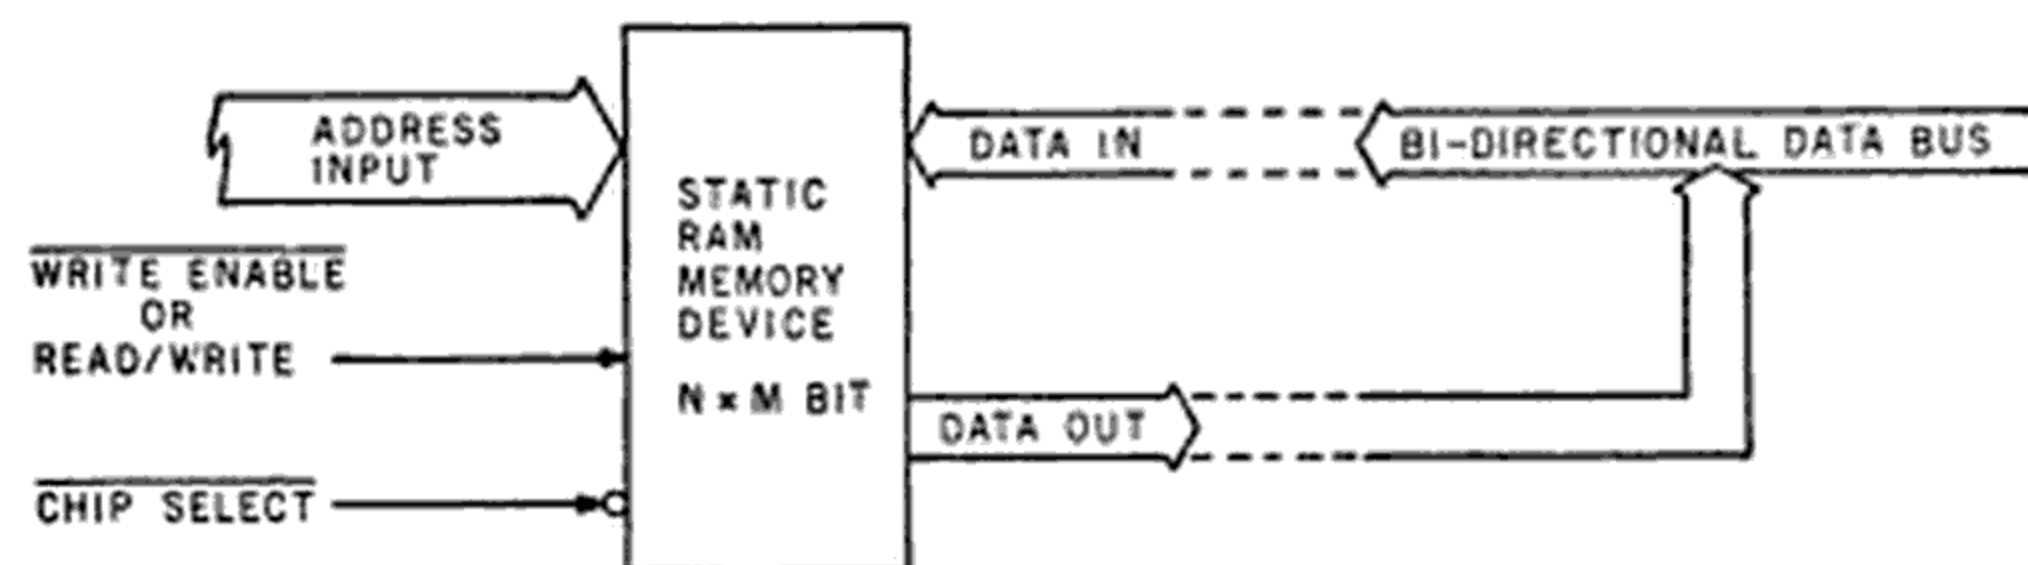 ADDRESS
INPUT
DATA IN
BI-DIRECTIONAL DATA BUS
STATIC
RAM
MEMORY
DEVICE
N × M BIT
WRITE ENABLE
OR
READ/WRITE
DATA OUT
CHIP SELECT